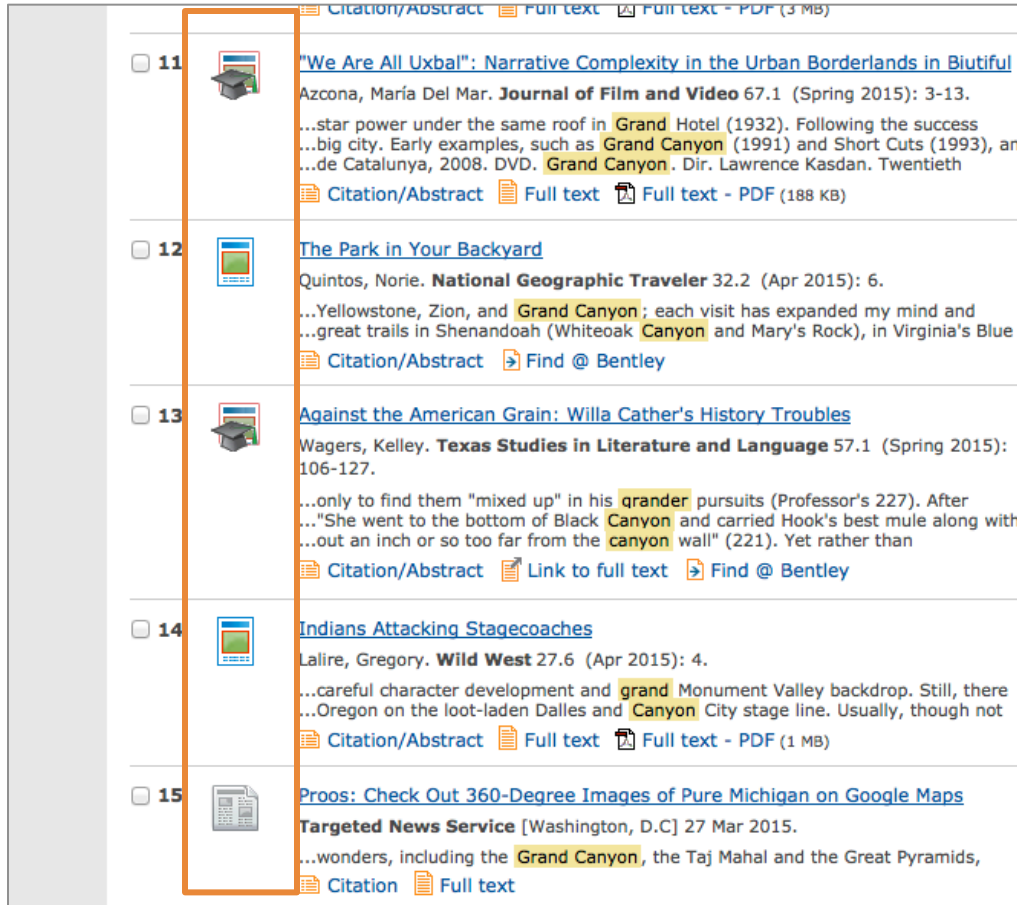 Citation/Abstract Full text Full text - PDF (3 MB)
11 "We Are All Uxbal": Narrative Complexity in the Urban Borderlands in Biutiful
Azcona, María Del Mar. Journal of Film and Video 67.1 (Spring 2015): 3-13.
...star power under the same roof in Grand Hotel (1932). Following the success
...big city. Early examples, such as Grand Canyon (1991) and Short Cuts (1993), an
...de Catalunya, 2008. DVD. Grand Canyon. Dir. Lawrence Kasdan. Twentieth
Citation/Abstract Full text Full text - PDF (188 KB)
12 The Park in Your Backyard
Quintos, Norie. National Geographic Traveler 32.2 (Apr 2015): 6.
...Yellowstone, Zion, and Grand Canyon; each visit has expanded my mind and
...great trails in Shenandoah (Whiteoak Canyon and Mary's Rock), in Virginia's Blue
Citation/Abstract Find @ Bentley
13 Against the American Grain: Willa Cather's History Troubles
Wagers, Kelley. Texas Studies in Literature and Language 57.1 (Spring 2015):
106-127.
...only to find them "mixed up" in his grander pursuits (Professor's 227). After
..."She went to the bottom of Black Canyon and carried Hook's best mule along with
...out an inch or so too far from the canyon wall" (221). Yet rather than
Citation/Abstract Link to full text Find @ Bentley
14 Indians Attacking Stagecoaches
Lalire, Gregory. Wild West 27.6 (Apr 2015): 4.
...careful character development and grand Monument Valley backdrop. Still, there
...Oregon on the loot-laden Dalles and Canyon City stage line. Usually, though not
Citation/Abstract Full text Full text - PDF (1 MB)
15 Proos: Check Out 360-Degree Images of Pure Michigan on Google Maps
Targeted News Service [Washington, D.C] 27 Mar 2015.
...wonders, including the Grand Canyon, the Taj Mahal and the Great Pyramids,
Citation Full text